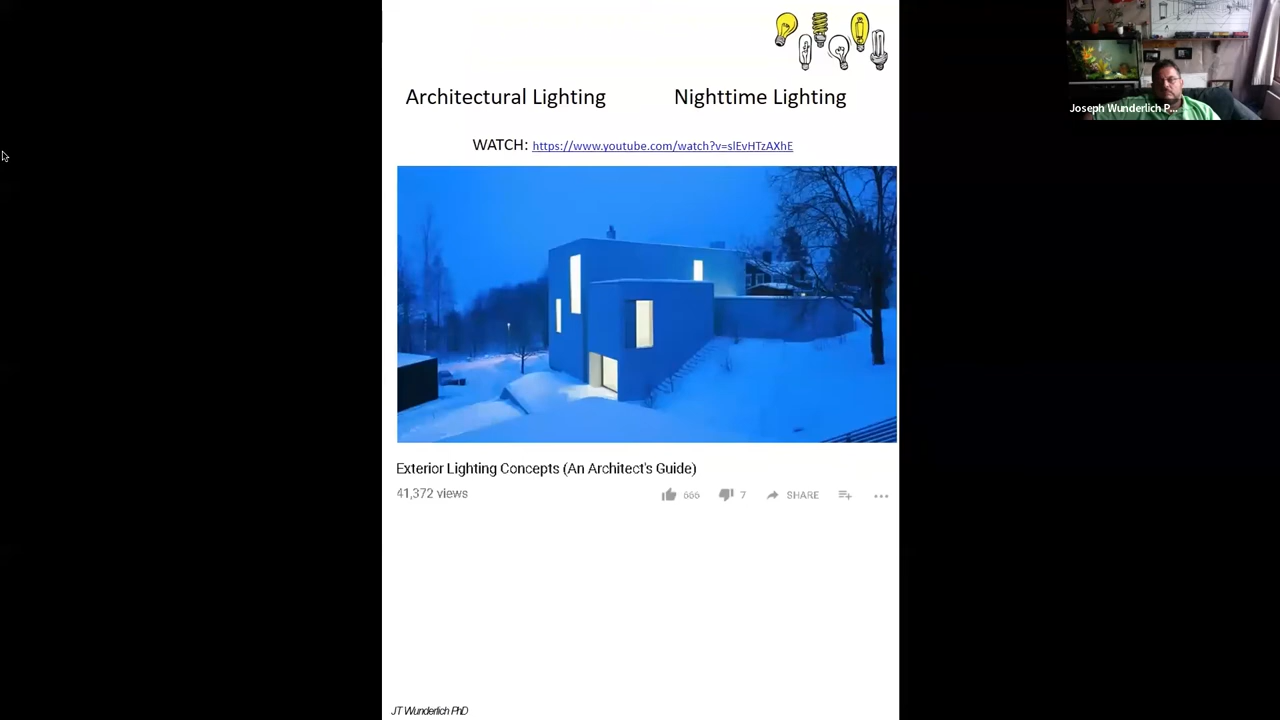 Architectural Lighting Nighttime Lighting
Joseph Wunderlich P...
WATCH: https://www.youtube.com/watch?v=slEvHTzAXhE
Exterior Lighting Concepts (An Architect's Guide)
41,372 views 666 7 SHARE
JT Wunderlich PhD